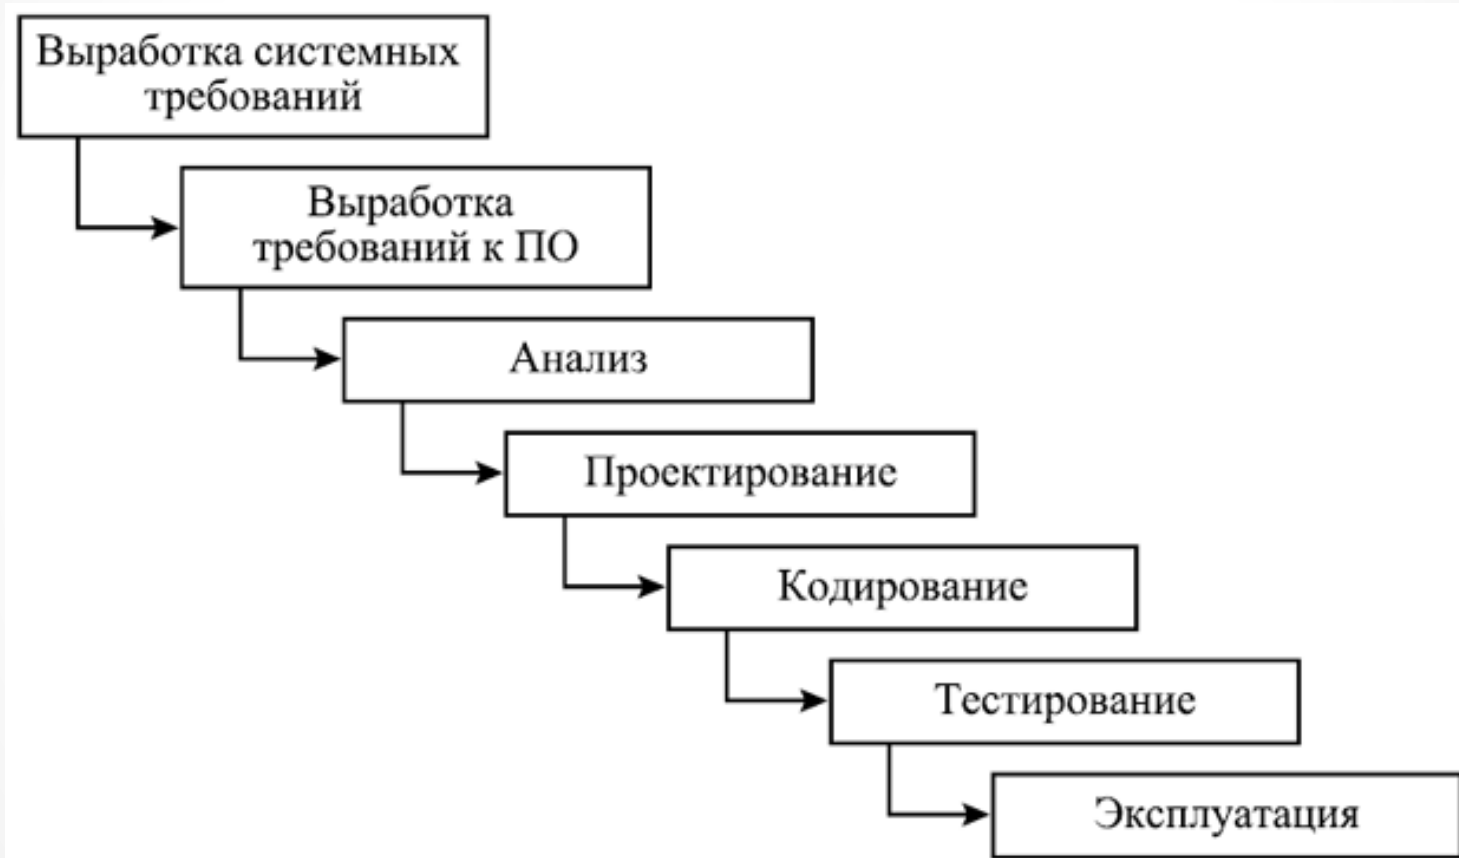 Выработка системных
требований
Выработка
требований к ПО
Анализ
Проектирование
Кодирование
Тестирование
Эксплуатация